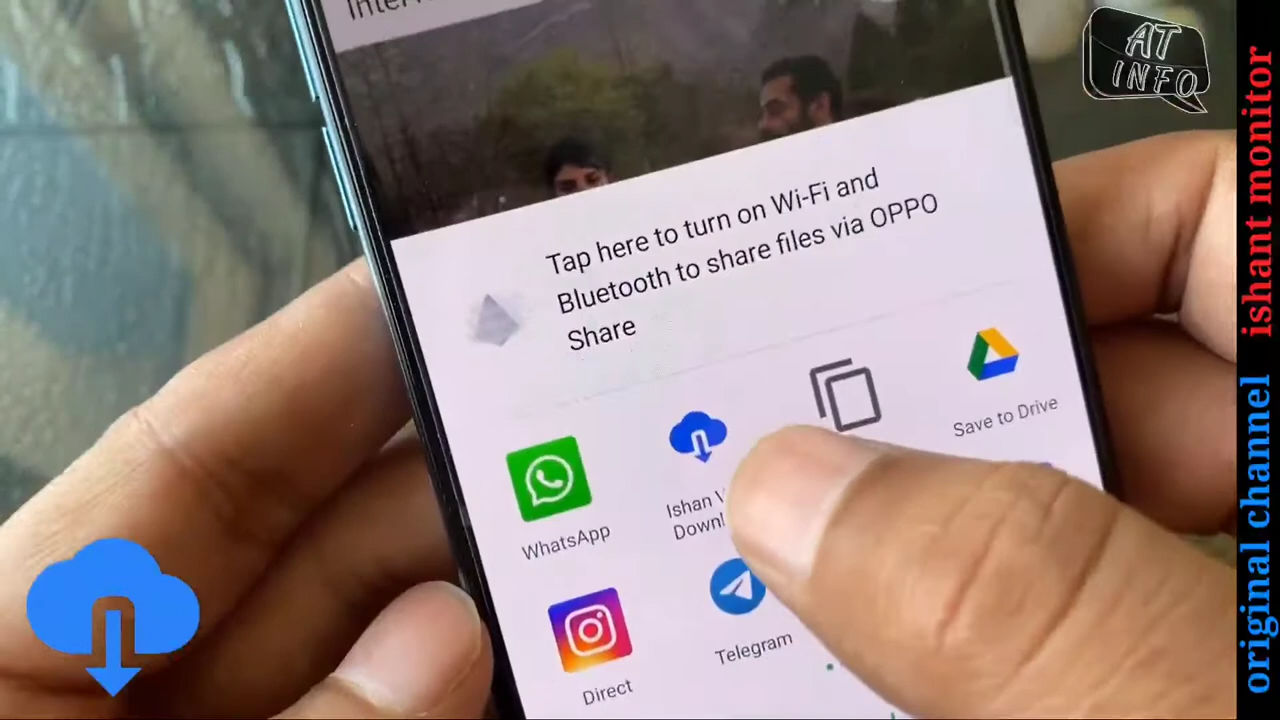 AT
INFO
Tap here to turn on Wi-Fi and
Bluetooth to share files via OPPO
Share
WhatsApp
Ishan
Save to Drive
Direct
Telegram
original channel ishant monitor